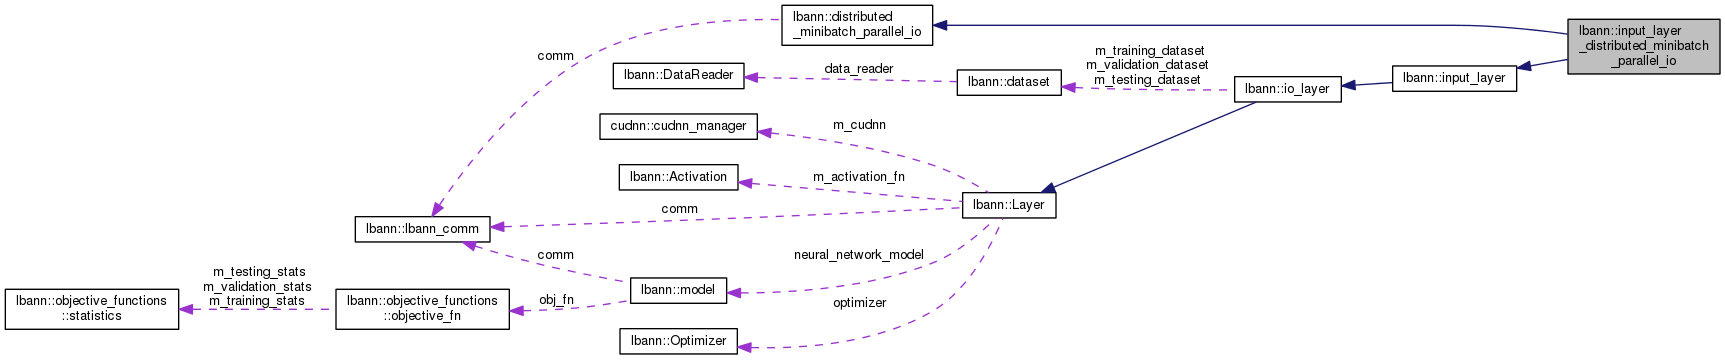 lbann::distributed
_minibatch_parallel_io
lbann::input_layer
_distributed_minibatch
_parallel_io
comm
lbann::DataReader
data_reader
lbann::dataset
m_training_dataset
m_validation_dataset
m_testing_dataset
lbann::io_layer
lbann::input_layer
cudnn::cudnn_manager
m_cudnn
lbann::Activation
m_activation_fn
lbann::Layer
lbann::lbann_comm
comm
comm
neural_network_model
lbann::model
optimizer
lbann::objective_functions
::statistics
m_testing_stats
m_validation_stats
m_training_stats
lbann::objective_functions
::objective_fn
obj_fn
lbann::Optimizer